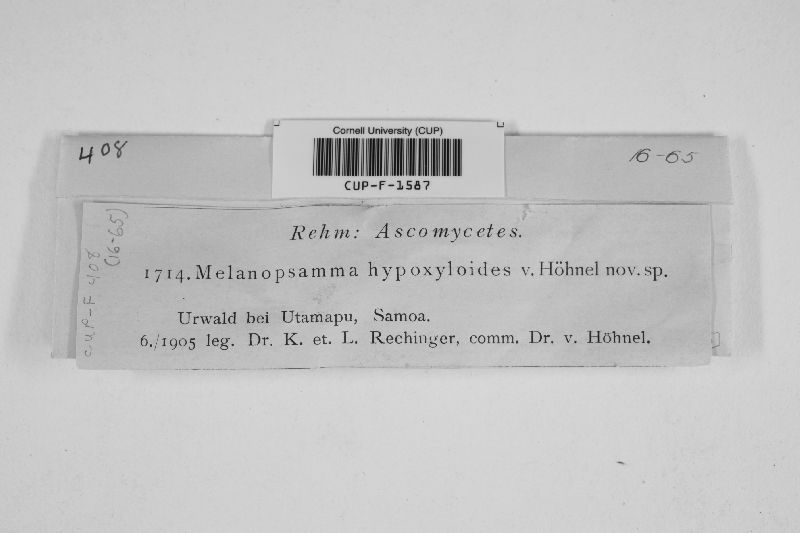 Cornell University (CUP)
CUP-F-1587
408
16-65
Rehm: Ascomycetes.
1714. Melanopsamma hypoxyloides v. Höhnel nov. sp.
Urwald bei Utamapu, Samoa.
6./1905 leg. Dr. K. et. L. Rechinger, comm. Dr. v. Höhnel.
CUP-F 408
(16-65)